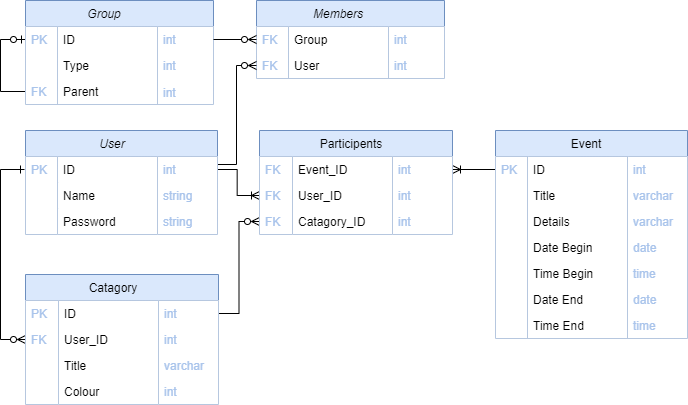 Group
PK ID int
Type int
FK Parent int
Members
FK Group int
FK User int
User
PK ID int
Name string
Password string
Participents
FK Event_ID int
FK User_ID int
FK Catagory_ID int
Event
PK ID int
Title varchar
Details varchar
Date Begin date
Time Begin time
Date End date
Time End time
Catagory
PK ID int
FK User_ID int
Title varchar
Colour int